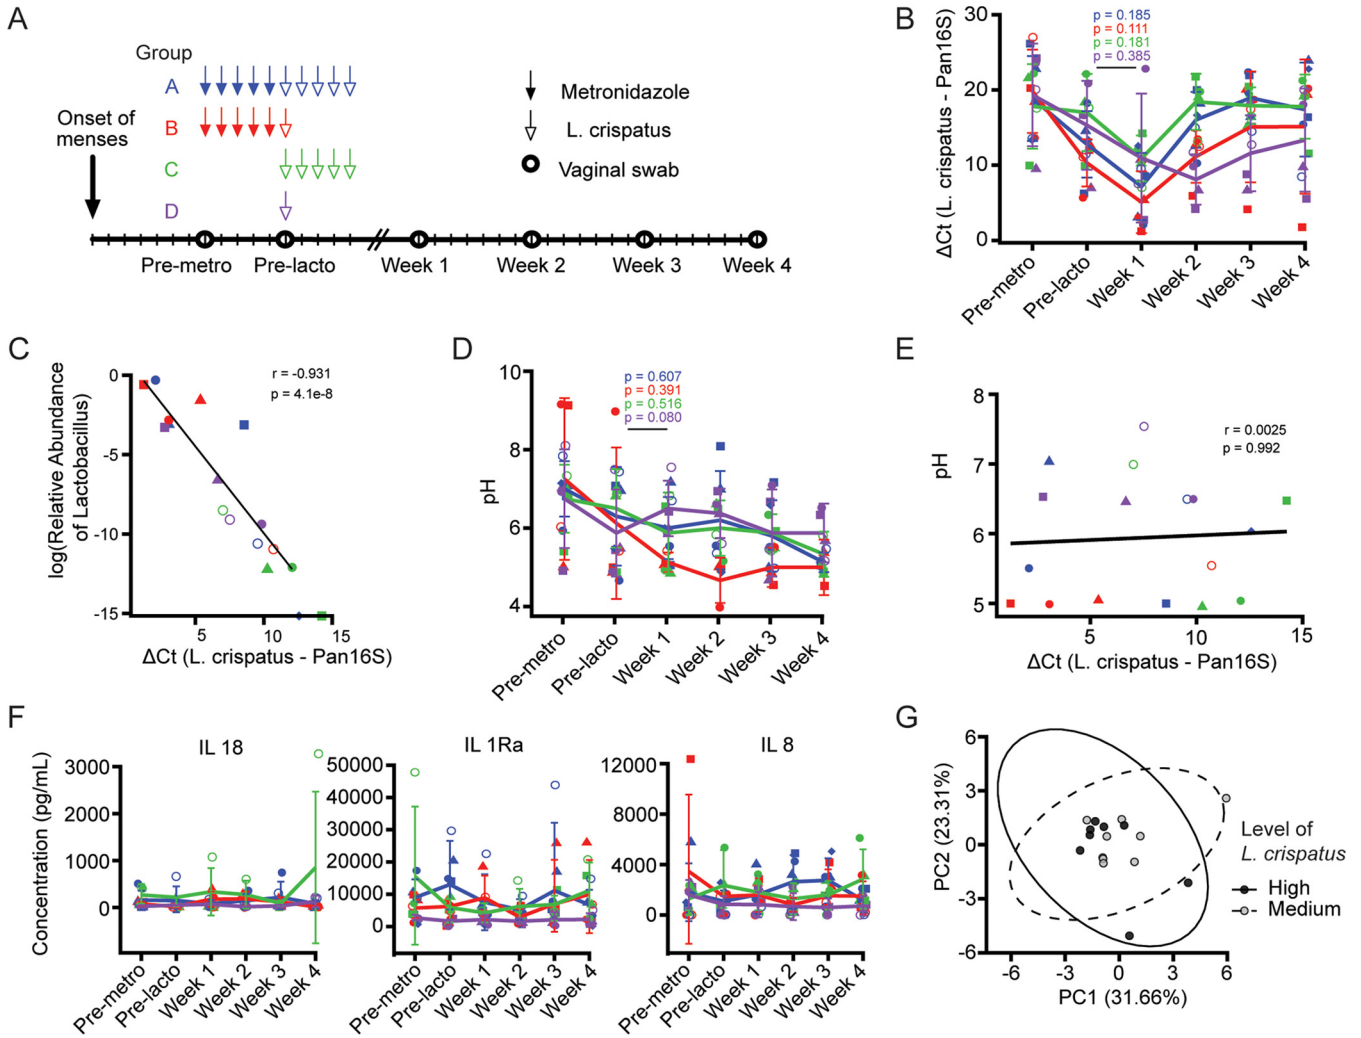 A
Group
A
B
C
D
Onset of
menses
Metronidazole
L. crispatus
Vaginal swab
Pre-metro
Pre-lacto
Week 1
Week 2
Week 3
Week 4
B
ΔCt (L. crispatus - Pan16S)
30
20
10
0
p = 0.185
p = 0.111
p = 0.181
p = 0.385
Pre-metro
Pre-lacto
Week 1
Week 2
Week 3
Week 4
C
log(Relative Abundance
of Lactobacillus)
0
-5
-10
-15
r = -0.931
p = 4.1e-8
5
10
15
ΔCt (L. crispatus - Pan16S)
D
pH
10
8
6
4
p = 0.607
p = 0.391
p = 0.516
p = 0.080
Pre-metro
Pre-lacto
Week 1
Week 2
Week 3
Week 4
E
pH
8
7
6
5
r = 0.0025
p = 0.992
5
10
15
ΔCt (L. crispatus - Pan16S)
F
Concentration (pg/mL)
IL 18
3000
2000
1000
0
Pre-metro
Pre-lacto
Week 1
Week 2
Week 3
Week 4
IL 1Ra
50000
40000
30000
20000
10000
0
Pre-metro
Pre-lacto
Week 1
Week 2
Week 3
Week 4
IL 8
12000
8000
4000
0
Pre-metro
Pre-lacto
Week 1
Week 2
Week 3
Week 4
G
PC2 (23.31%)
6
3
0
-3
-6
-6
-3
0
3
6
PC1 (31.66%)
Level of
L. crispatus
High
Medium